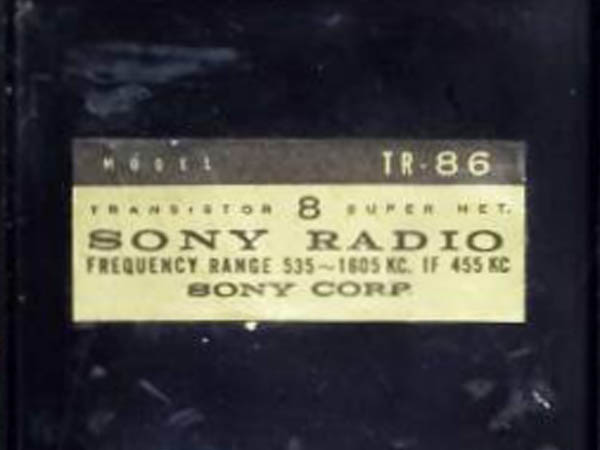 MODEL TR-86
TRANSISTOR 8 SUPER HET.
SONY RADIO
FREQUENCY RANGE 535~1605 KC. IF 455 KC
SONY CORP.